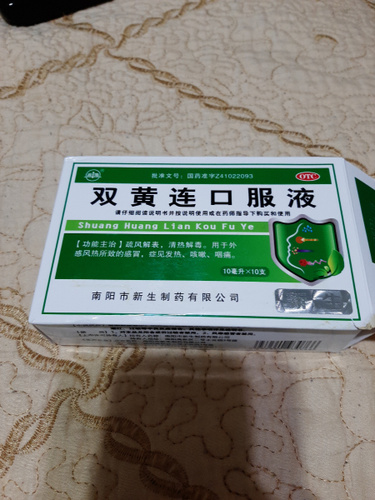 批准文号：国药准字Z41022093
OTC
双黄连口服液
请仔细阅读说明书并按说明使用或在药师指导下购买和使用
Shuang Huang Lian Kou Fu Ye
【功能主治】疏风解表，清热解毒。用于外
感风热所致的感冒，症见发热、咳嗽、咽痛。
10毫升×10支
南阳市新生制药有限公司